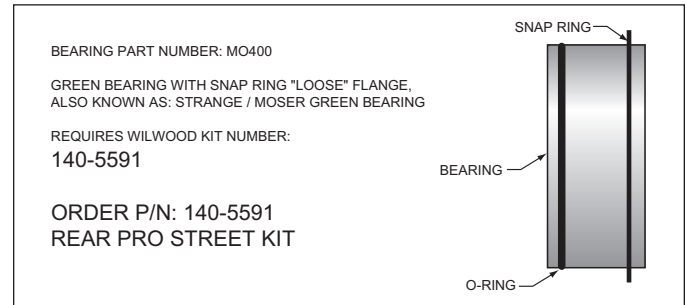 BEARING PART NUMBER: MO400
GREEN BEARING WITH SNAP RING "LOOSE" FLANGE,
ALSO KNOWN AS: STRANGE / MOSER GREEN BEARING
REQUIRES WILWOOD KIT NUMBER:
140-5591
ORDER P/N: 140-5591
REAR PRO STREET KIT
SNAP RING
BEARING
O-RING